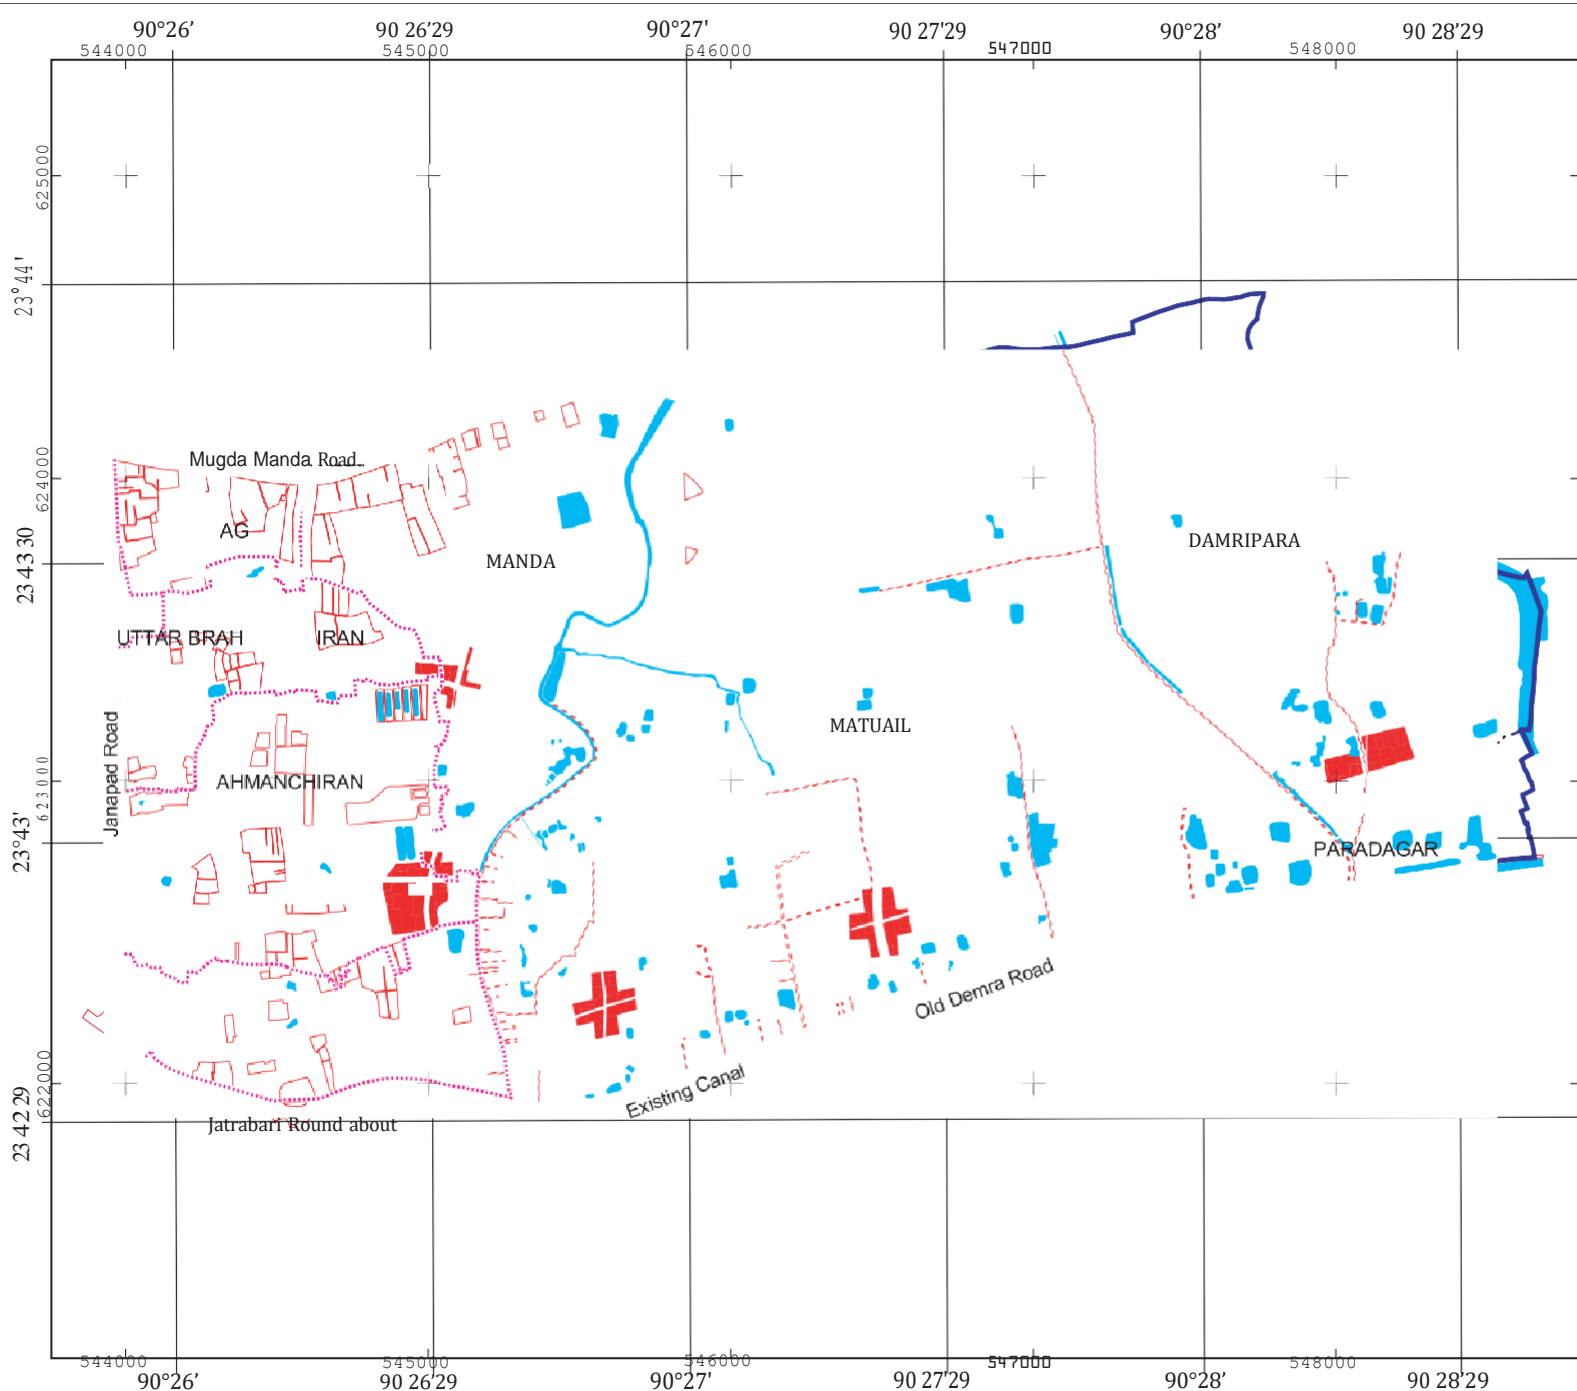 90°26′ 90 26'29 90°27' 90 27'29 90°28′ 90 28'29
544000 545000 546000 547000 548000
625000
23°44'
624000
Mugda Manda Road
AG
23 43 30
MANDA
DAMRIPARA
UTTAR BRAH IRAN
MATUAIL
Janapad Road
623000
AHMANCHIRAN
23°43'
PARADAGAR
Old Demra Road
622000
Existing Canal
23 42 29
Jatrabari Round about
544000 545000 546000 547000 548000
90°26′ 90 26'29 90°27′ 90 27'29 90°28′ 90 28'29